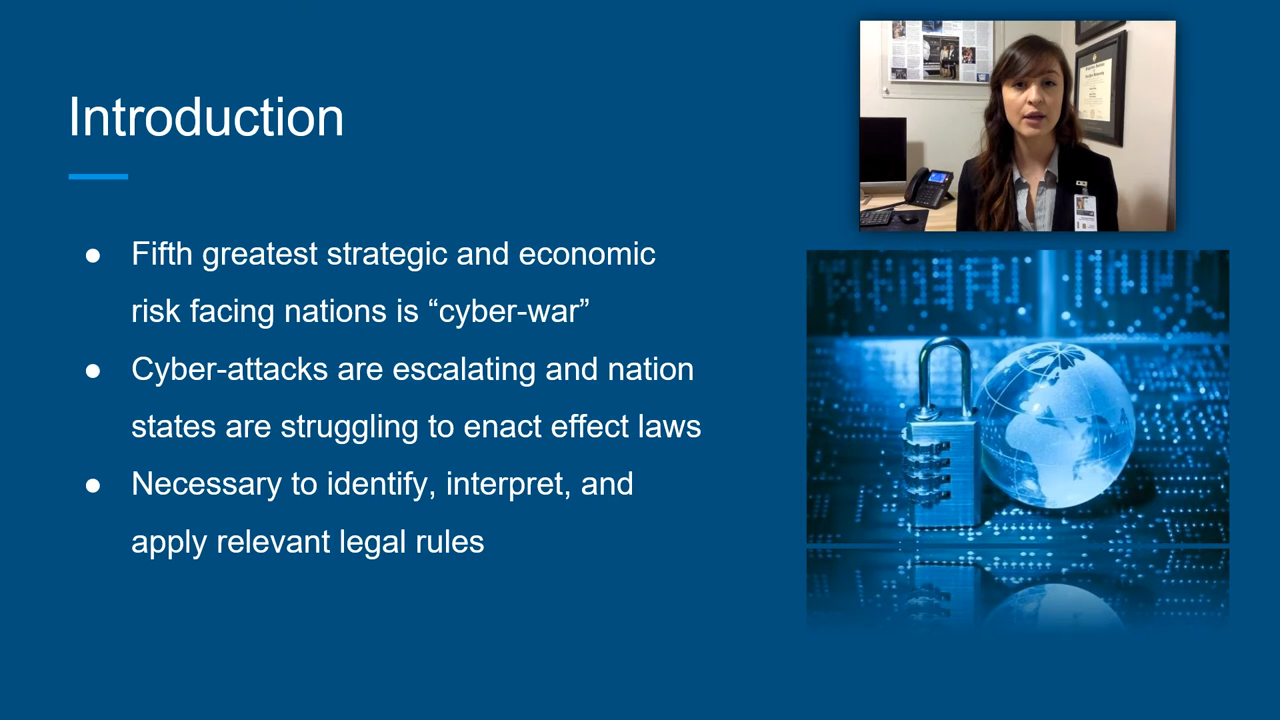 Introduction
● Fifth greatest strategic and economic
risk facing nations is “cyber-war”
● Cyber-attacks are escalating and nation
states are struggling to enact effect laws
● Necessary to identify, interpret, and
apply relevant legal rules